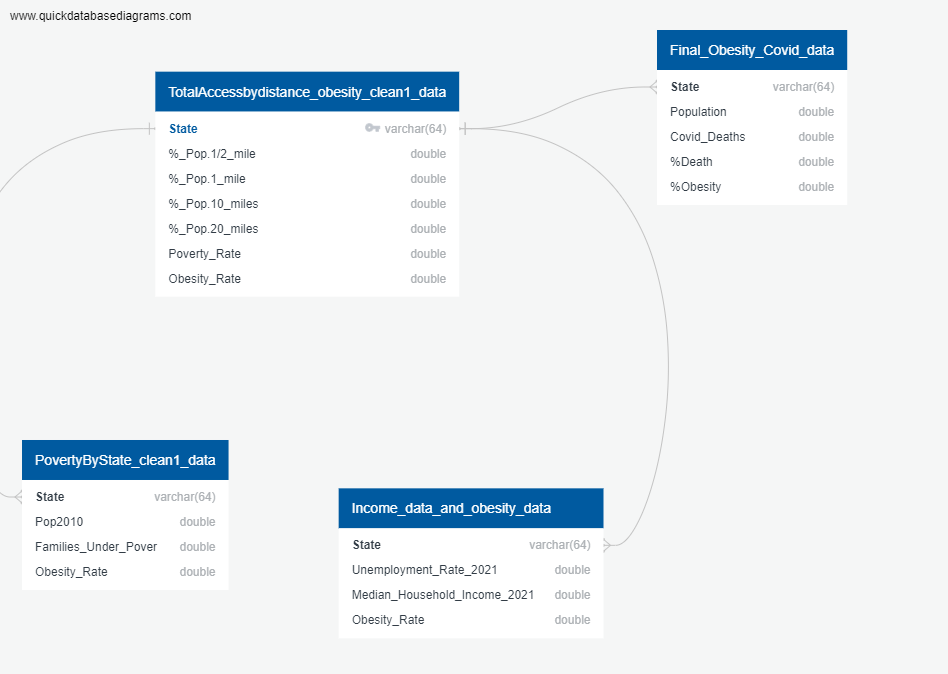 www.quickdatabasediagrams.com
TotalAccessbydistance_obesity_clean1_data
State varchar(64)
%_Pop.1/2_mile double
%_Pop.1_mile double
%_Pop.10_miles double
%_Pop.20_miles double
Poverty_Rate double
Obesity_Rate double
Final_Obesity_Covid_data
State varchar(64)
Population double
Covid_Deaths double
%Death double
%Obesity double
PovertyByState_clean1_data
State varchar(64)
Pop2010 double
Families_Under_Pover double
Obesity_Rate double
Income_data_and_obesity_data
State varchar(64)
Unemployment_Rate_2021 double
Median_Household_Income_2021 double
Obesity_Rate double